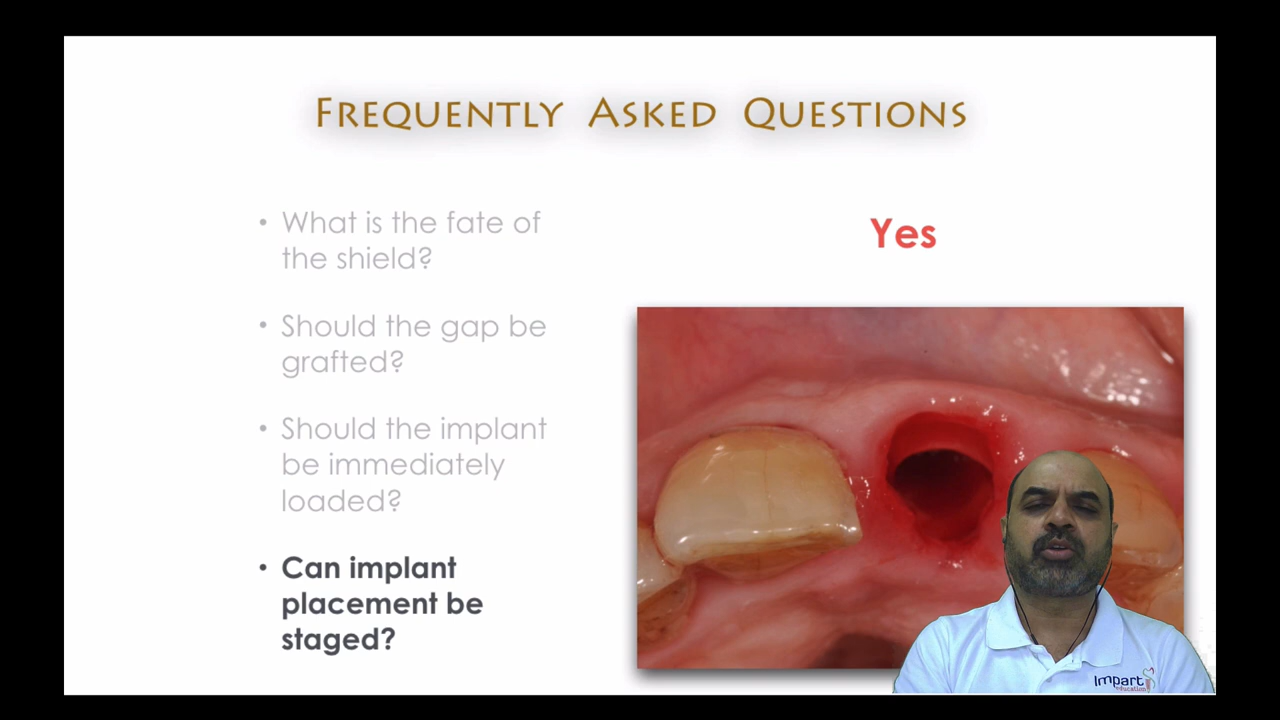 Frequently Asked Questions
• What is the fate of
the shield?
• Should the gap be
grafted?
• Should the implant
be immediately
loaded?
• Can implant
placement be
staged?
Yes
Impart
education